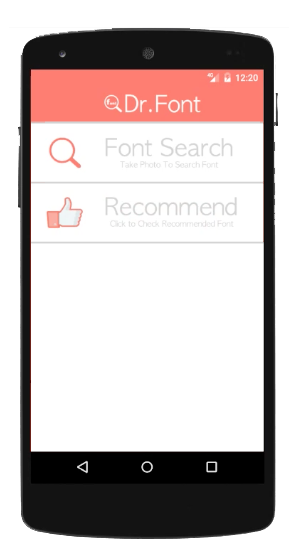 12:20
Dr.Font
Font Search
Take Photo To Search Font
Recommend
Click to Check Recommended Font